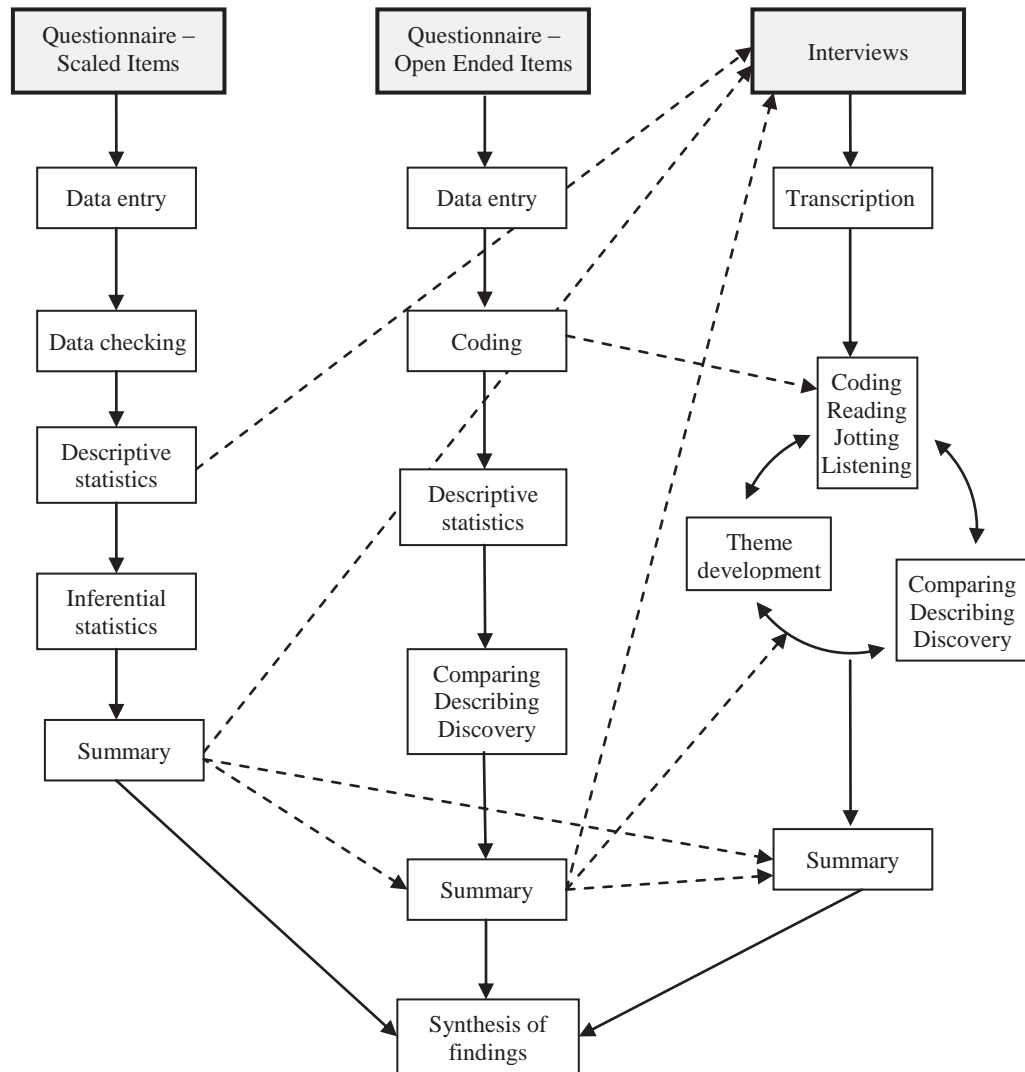 Questionnaire –
Scaled Items
Data entry
Data checking
Descriptive
statistics
Inferential
statistics
Summary
Questionnaire –
Open Ended Items
Data entry
Coding
Descriptive
statistics
Comparing
Describing
Discovery
Summary
Interviews
Transcription
Coding
Reading
Jotting
Listening
Theme
development
Comparing
Describing
Discovery
Summary
Synthesis of
findings